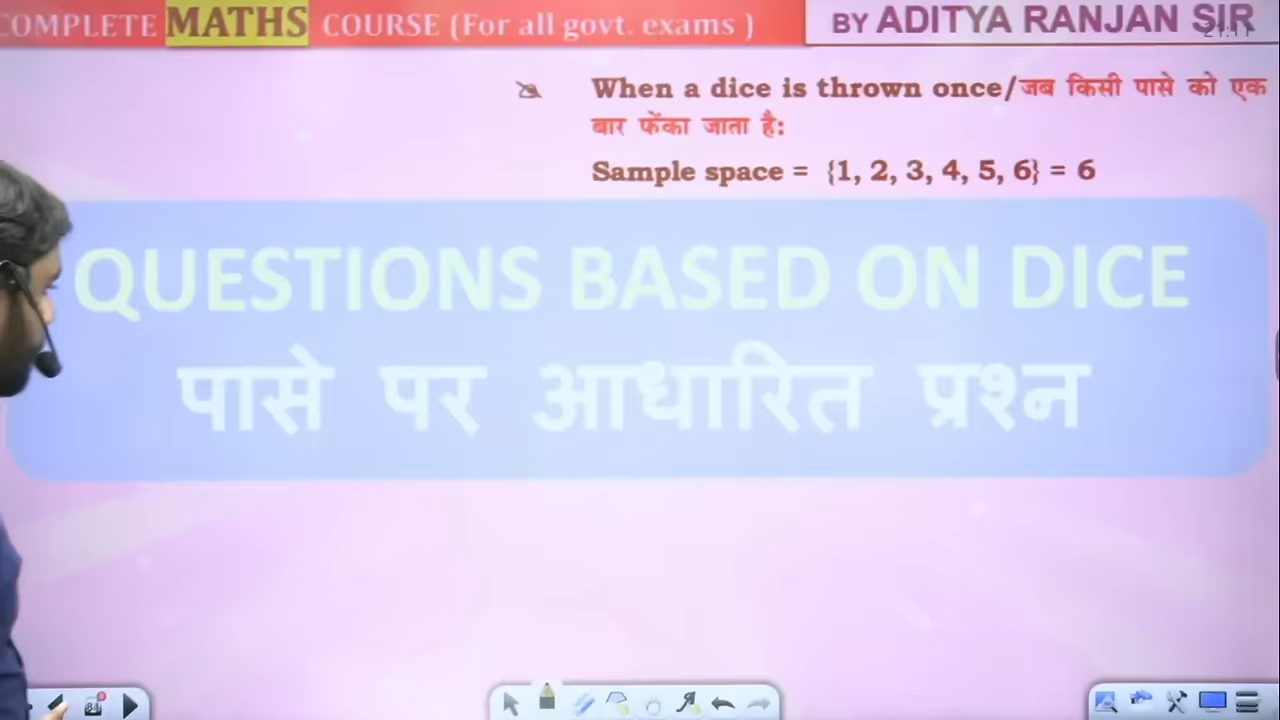 COMPLETE MATHS COURSE (For all govt. exams )
BY ADITYA RANJAN SIR
When a dice is thrown once/जब किसी पासे को एक
बार फेंका जाता है:
Sample space = {1, 2, 3, 4, 5, 6} = 6
QUESTIONS BASED ON DICE
पासे पर आधारित प्रश्न